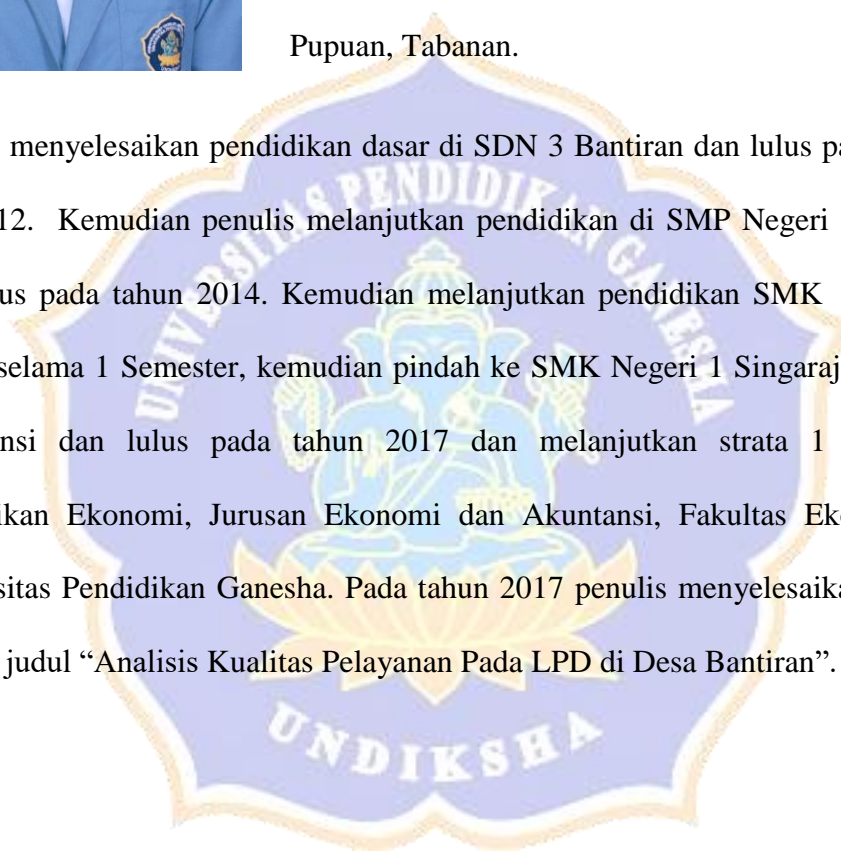 Pupuan, Tabanan.
menyelesaikan pendidikan dasar di SDN 3 Bantiran dan lulus pa
12. Kemudian penulis melanjutkan pendidikan di SMP Negeri
us pada tahun 2014. Kemudian melanjutkan pendidikan SMK
selama 1 Semester, kemudian pindah ke SMK Negeri 1 Singaraj
nsi dan lulus pada tahun 2017 dan melanjutkan strata 1
ikan Ekonomi, Jurusan Ekonomi dan Akuntansi, Fakultas Ek
sitas Pendidikan Ganesha. Pada tahun 2017 penulis menyelesaika
judul “Analisis Kualitas Pelayanan Pada LPD di Desa Bantiran”.
UNIVERSITAS PENDIDIKAN GANESHA
UNDIKSHA